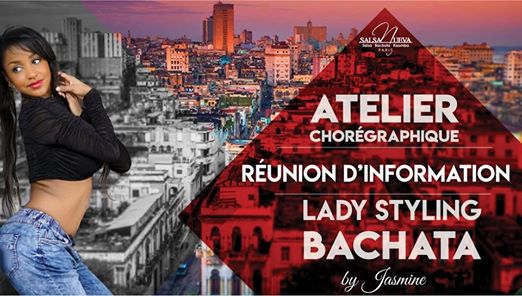 SALSA NUEVA
Salsa Bachata Kizomba
PARIS
ATELIER
CHORÉGRAPHIQUE
RÉUNION D'INFORMATION
LADY STYLING
BACHATA
by Jasmine